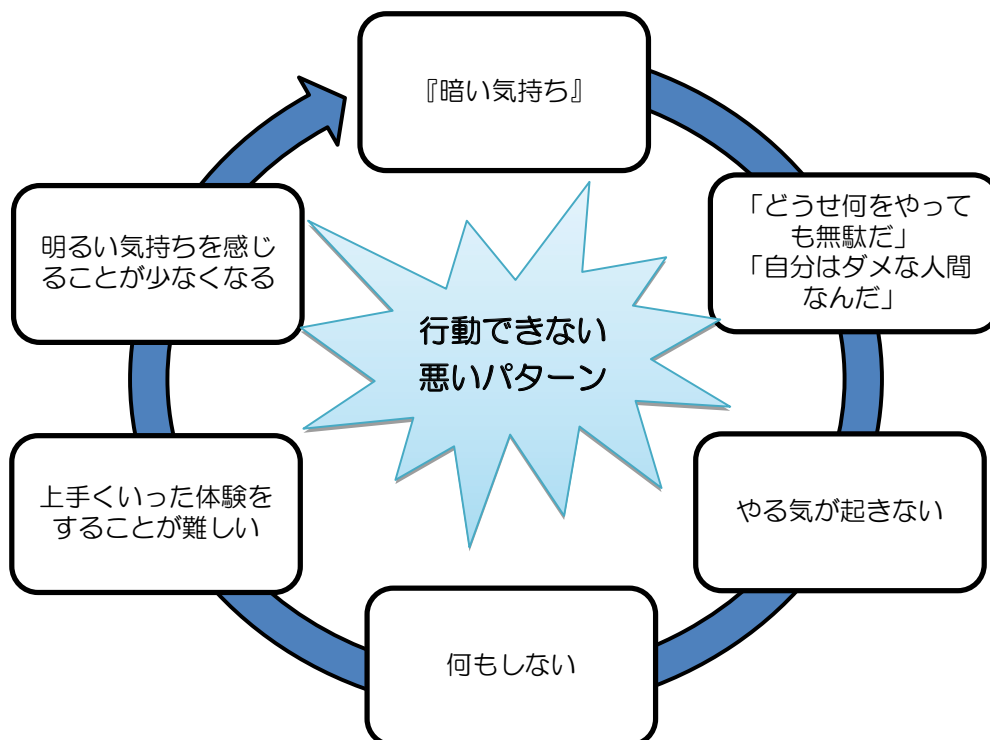 『暗い気持ち』
「どうせ何をやって
も無駄だ」
「自分はダメな人間
なんだ」
やる気が起きない
何もしない
上手くいった体験を
することが難しい
明るい気持ちを感じ
ることが少なくなる
行動できない
悪いパターン